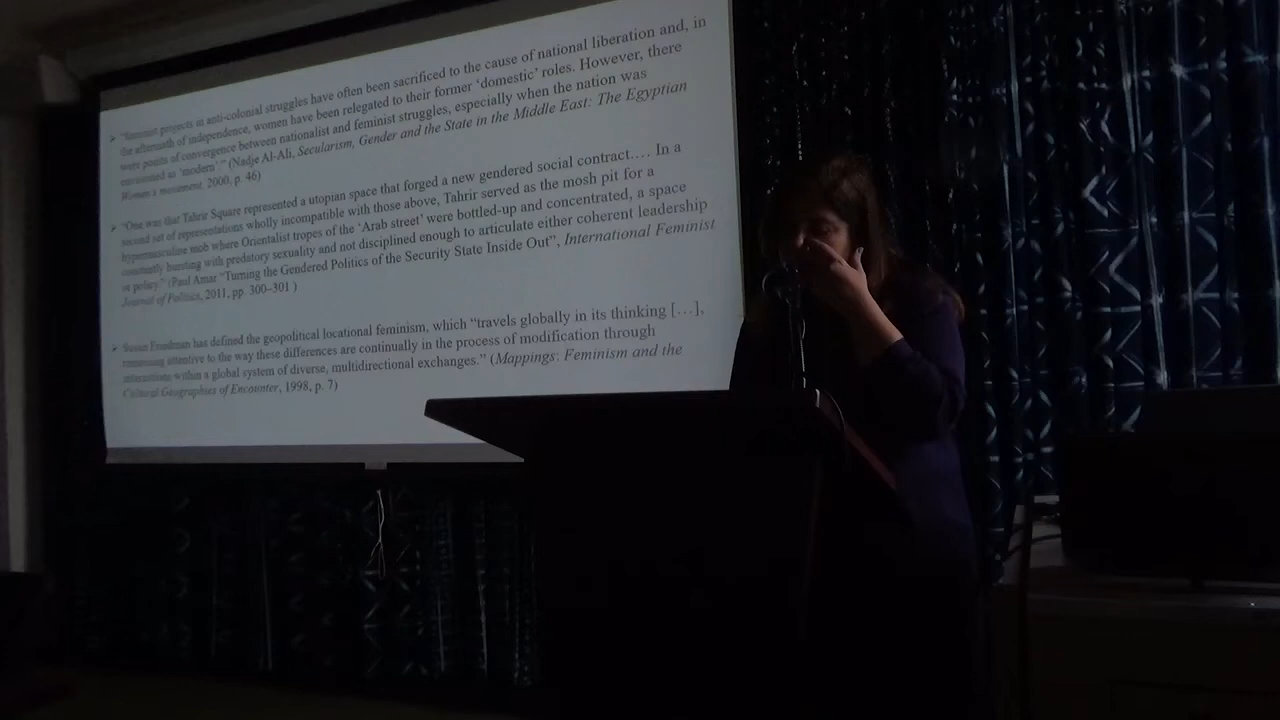 ➢ "Feminist projects in anti-colonial struggles have often been sacrificed to the cause of national liberation and, in
the aftermath of independence, women have been relegated to their former 'domestic' roles. However, there
were points of convergence between nationalist and feminist struggles, especially when the nation was
envisioned as 'modern'" (Nadje Al-Ali, Secularism, Gender and the State in the Middle East: The Egyptian
Women's movement, 2000, p. 46)
➢ "One was that Tahrir Square represented a utopian space that forged a new gendered social contract…. In a
second set of representations wholly incompatible with those above, Tahrir served as the mosh pit for a
hypermasculine mob where Orientalist tropes of the 'Arab street' were bottled-up and concentrated, a space
constantly bursting with predatory sexuality and not disciplined enough to articulate either coherent leadership
or policy." (Paul Amar "Turning the Gendered Politics of the Security State Inside Out", International Feminist
Journal of Politics, 2011, pp. 300–301 )
➢ Susan Friedman has defined the geopolitical locational feminism, which "travels globally in its thinking […],
remaining attentive to the way these differences are continually in the process of modification through
interactions within a global system of diverse, multidirectional exchanges." (Mappings: Feminism and the
Cultural Geographies of Encounter, 1998, p. 7)